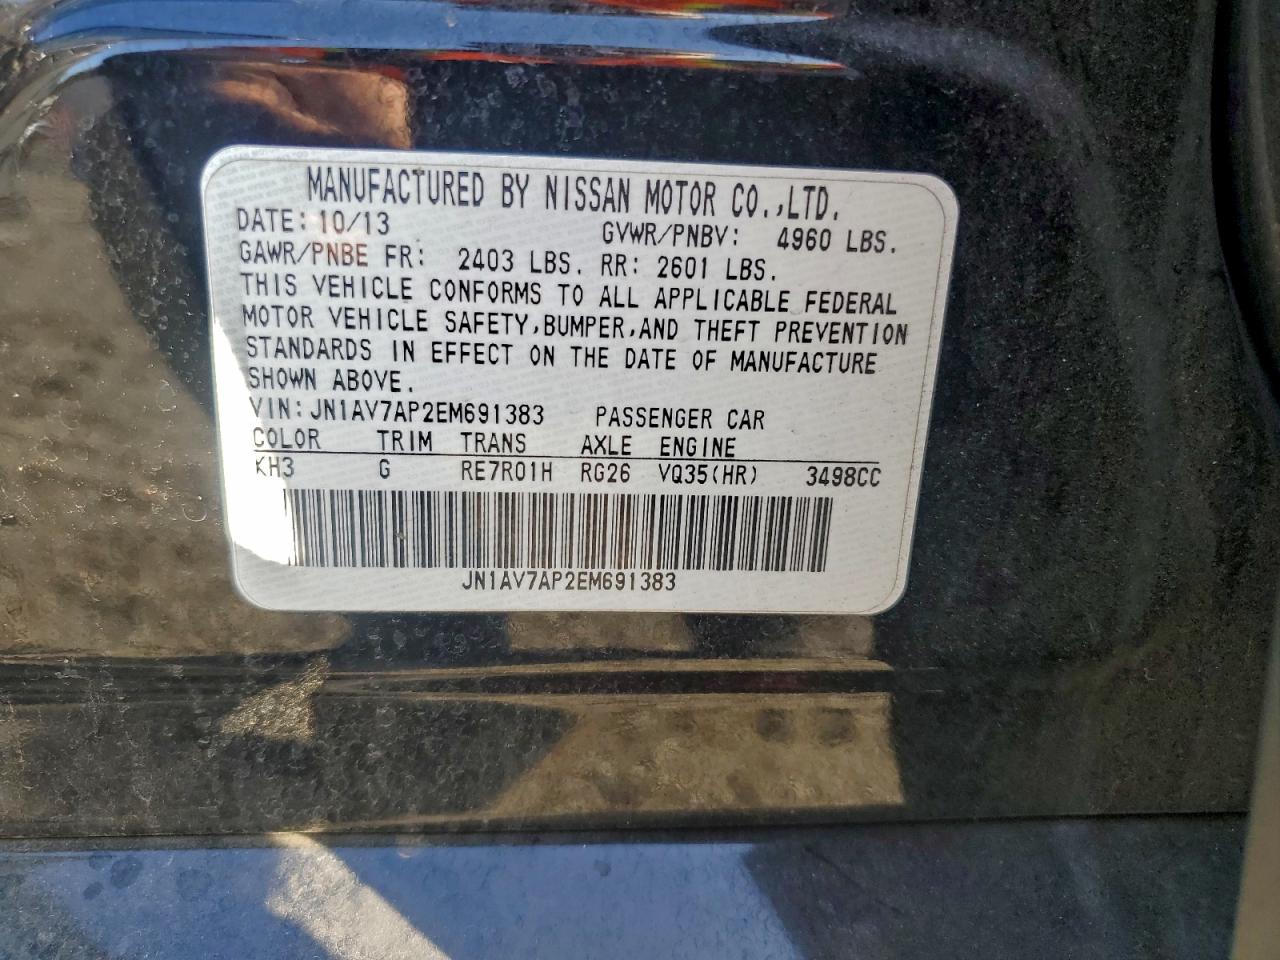 MANUFACTURED BY NISSAN MOTOR CO.,LTD.
DATE: 10/13 GVWR/PNBV: 4960 LBS.
GAWR/PNBE FR: 2403 LBS. RR: 2601 LBS.
THIS VEHICLE CONFORMS TO ALL APPLICABLE FEDERAL
MOTOR VEHICLE SAFETY,BUMPER,AND THEFT PREVENTION
STANDARDS IN EFFECT ON THE DATE OF MANUFACTURE
SHOWN ABOVE.
VIN: JN1AV7AP2EM691383 PASSENGER CAR
COLOR TRIM TRANS AXLE ENGINE
KH3 G RE7R01H RG26 VQ35(HR) 3498CC
JN1AV7AP2EM691383